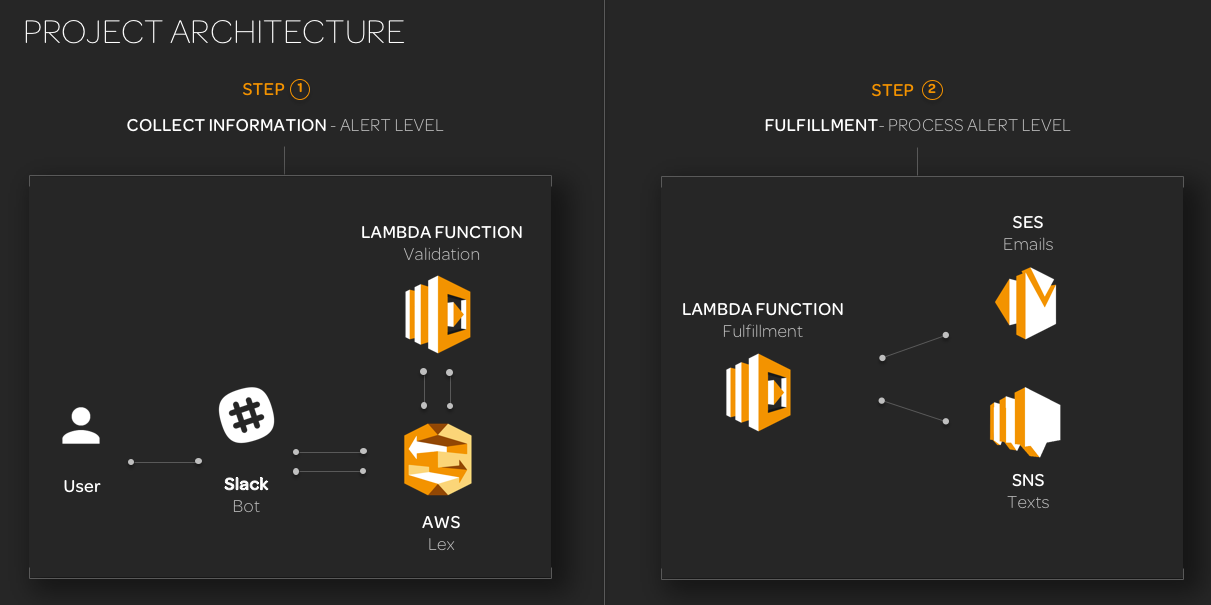 PROJECT ARCHITECTURE
STEP 1
COLLECT INFORMATION - ALERT LEVEL
LAMBDA FUNCTION
Validation
User
Slack
Bot
AWS
Lex
STEP 2
FULFILLMENT- PROCESS ALERT LEVEL
SES
Emails
LAMBDA FUNCTION
Fulfillment
SNS
Texts